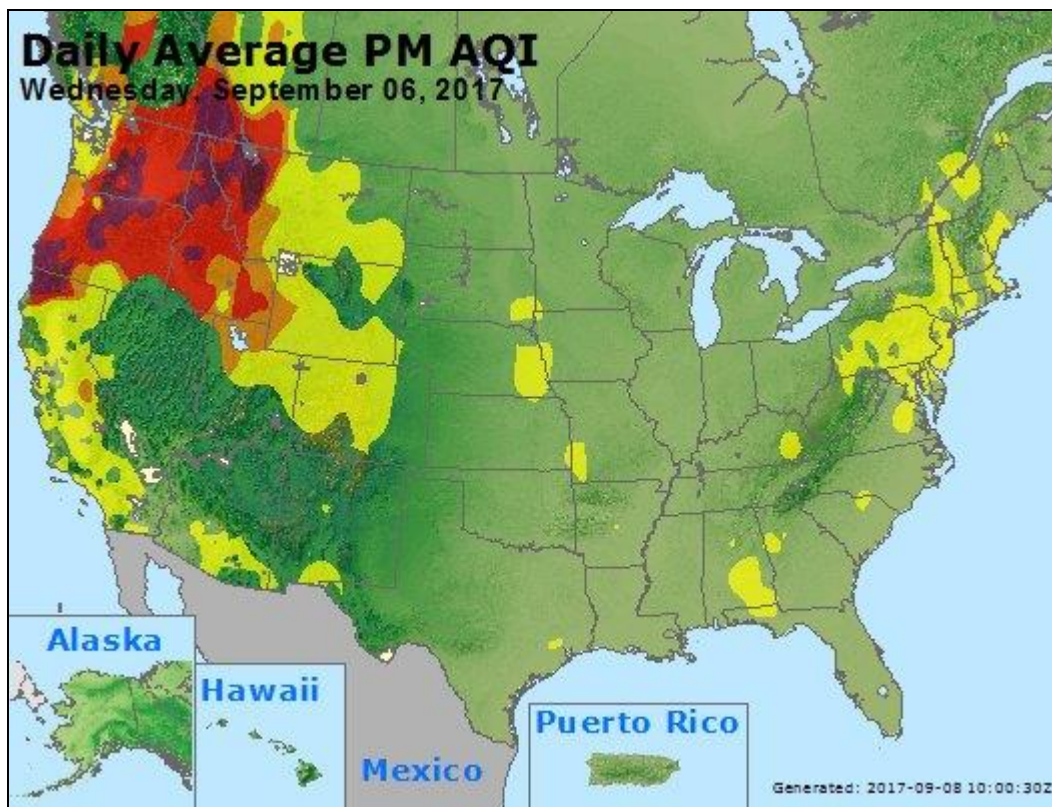 Daily Average PM AQI
Wednesday, September 06, 2017
Alaska
Hawaii
Mexico
Puerto Rico
Generated: 2017-09-08 10:00:30Z